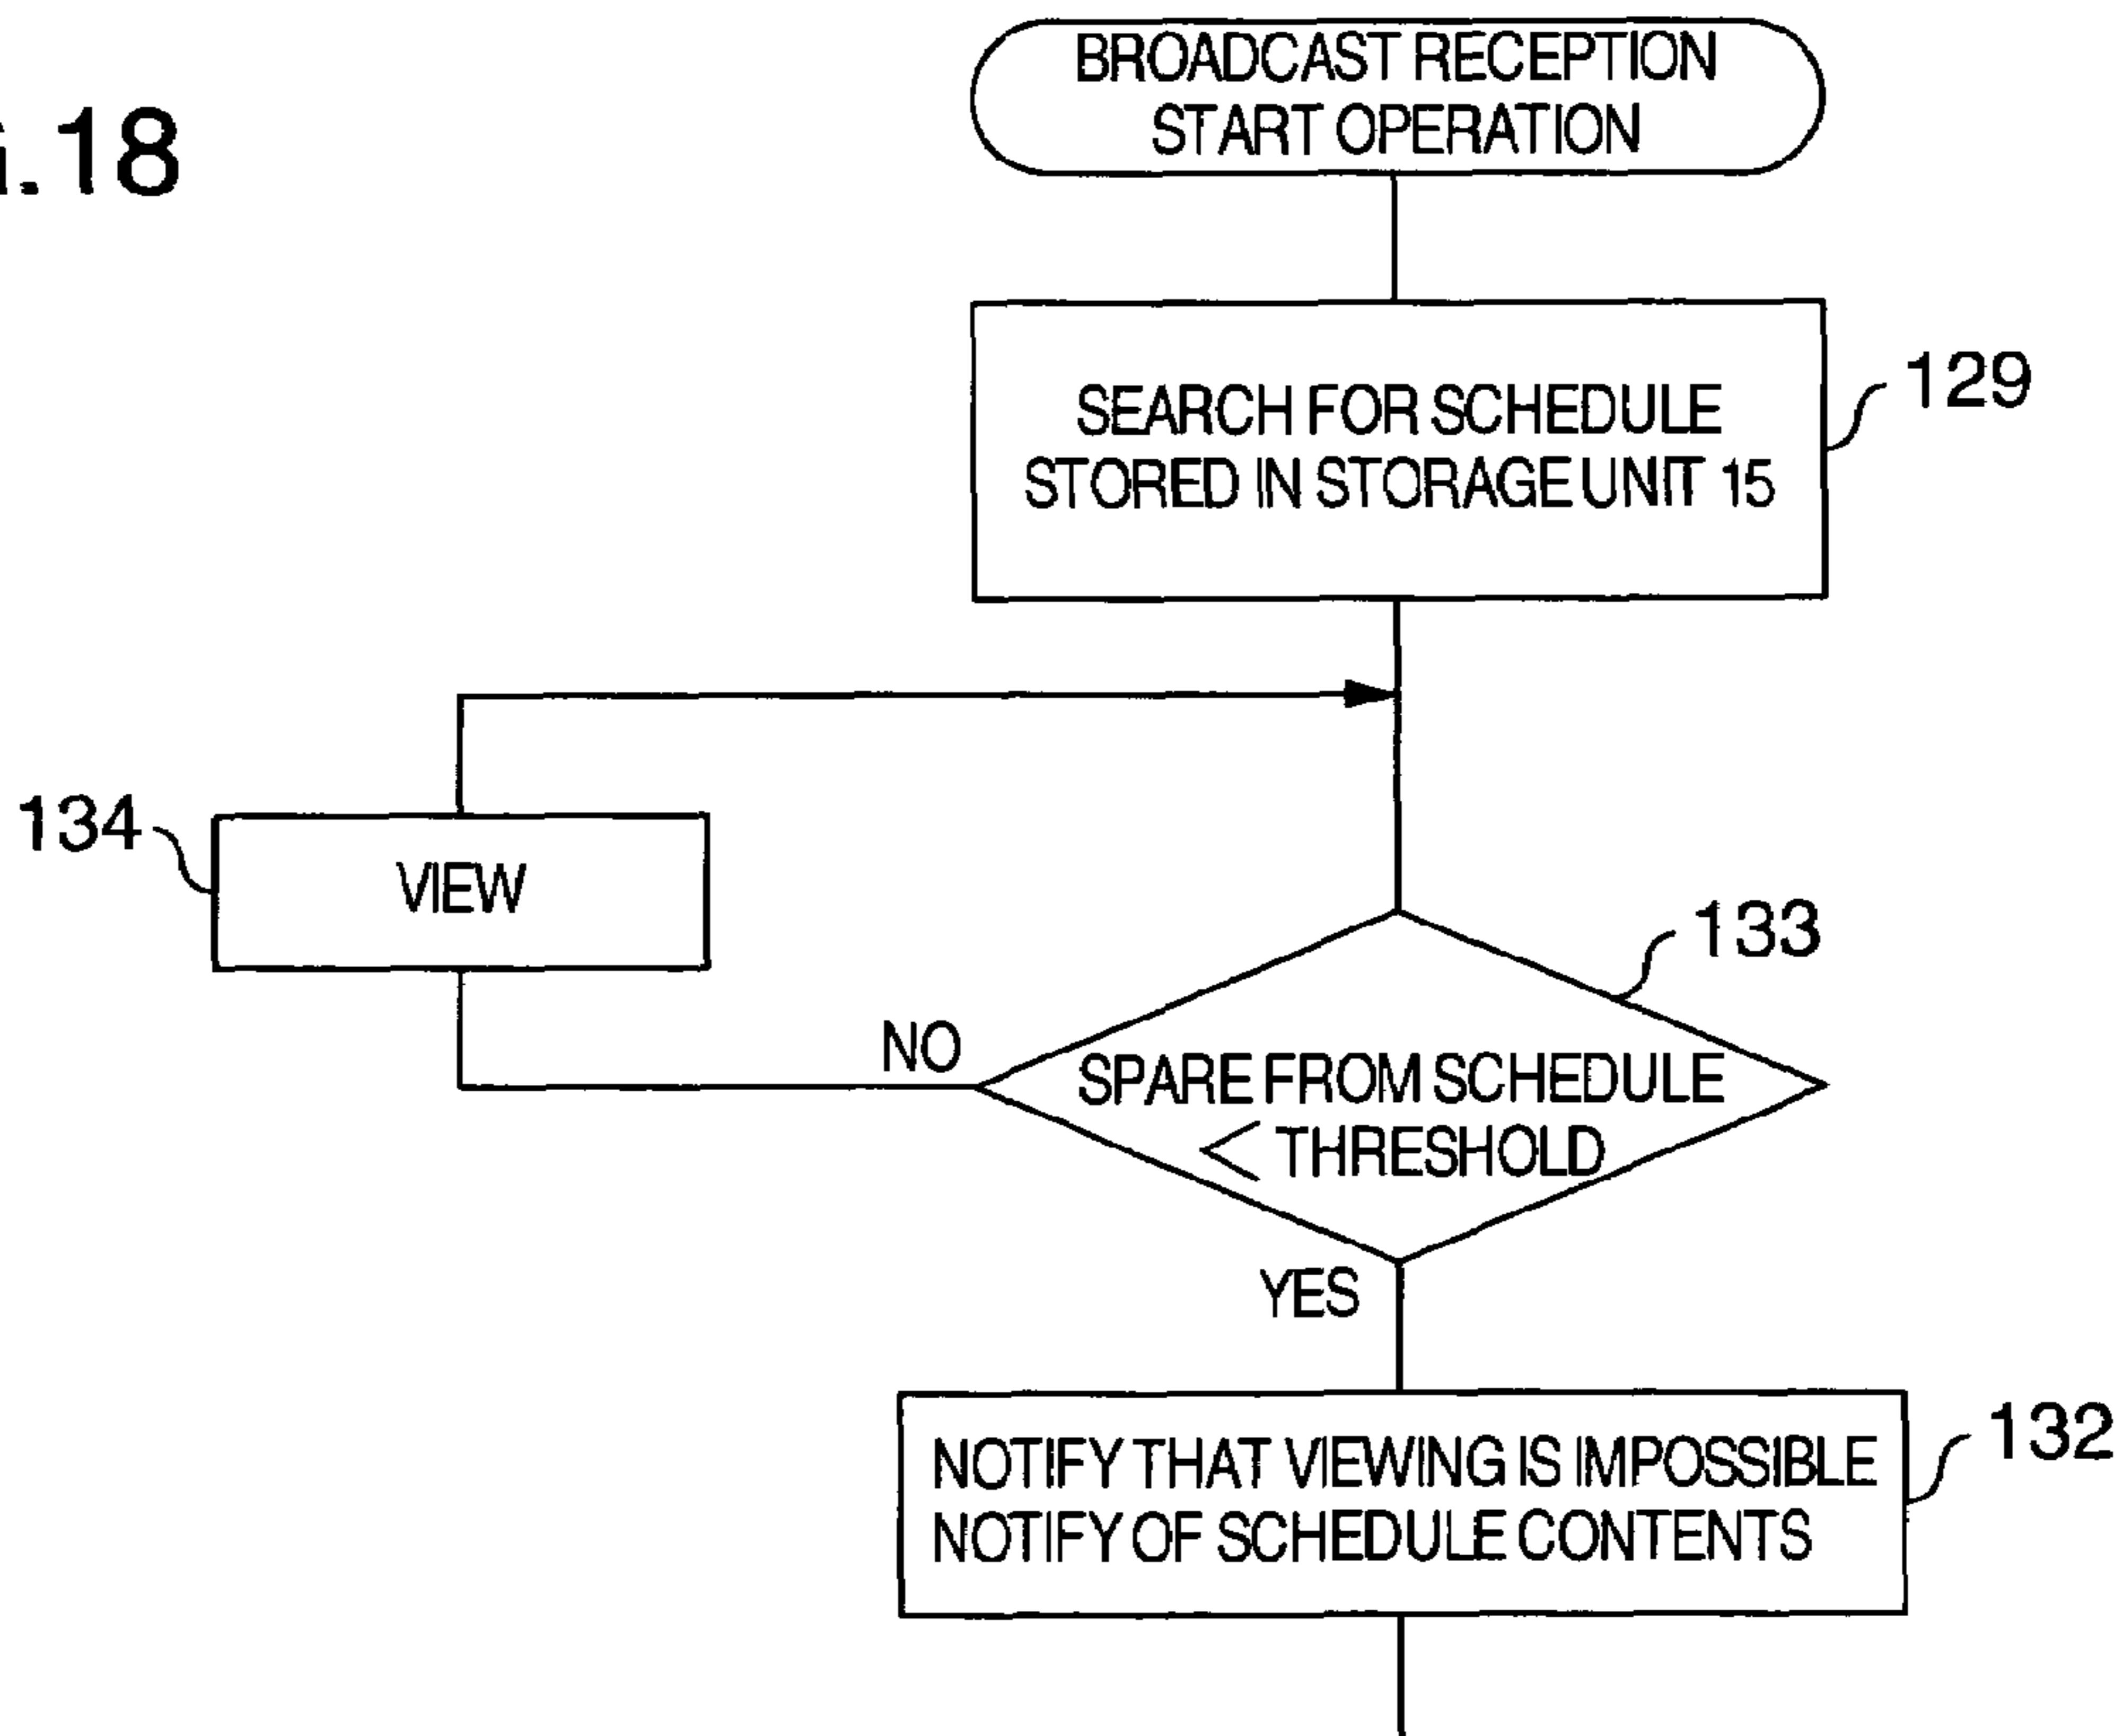 .18
BROADCAST RECEPTION
START OPERATION
SEARCH FOR SCHEDULE
STORED IN STORAGE UNIT 15
129
134
VIEW
133
NO
SPARE FROM SCHEDULE
< THRESHOLD
YES
NOTIFY THAT VIEWING IS IMPOSSIBLE
NOTIFY OF SCHEDULE CONTENTS
132